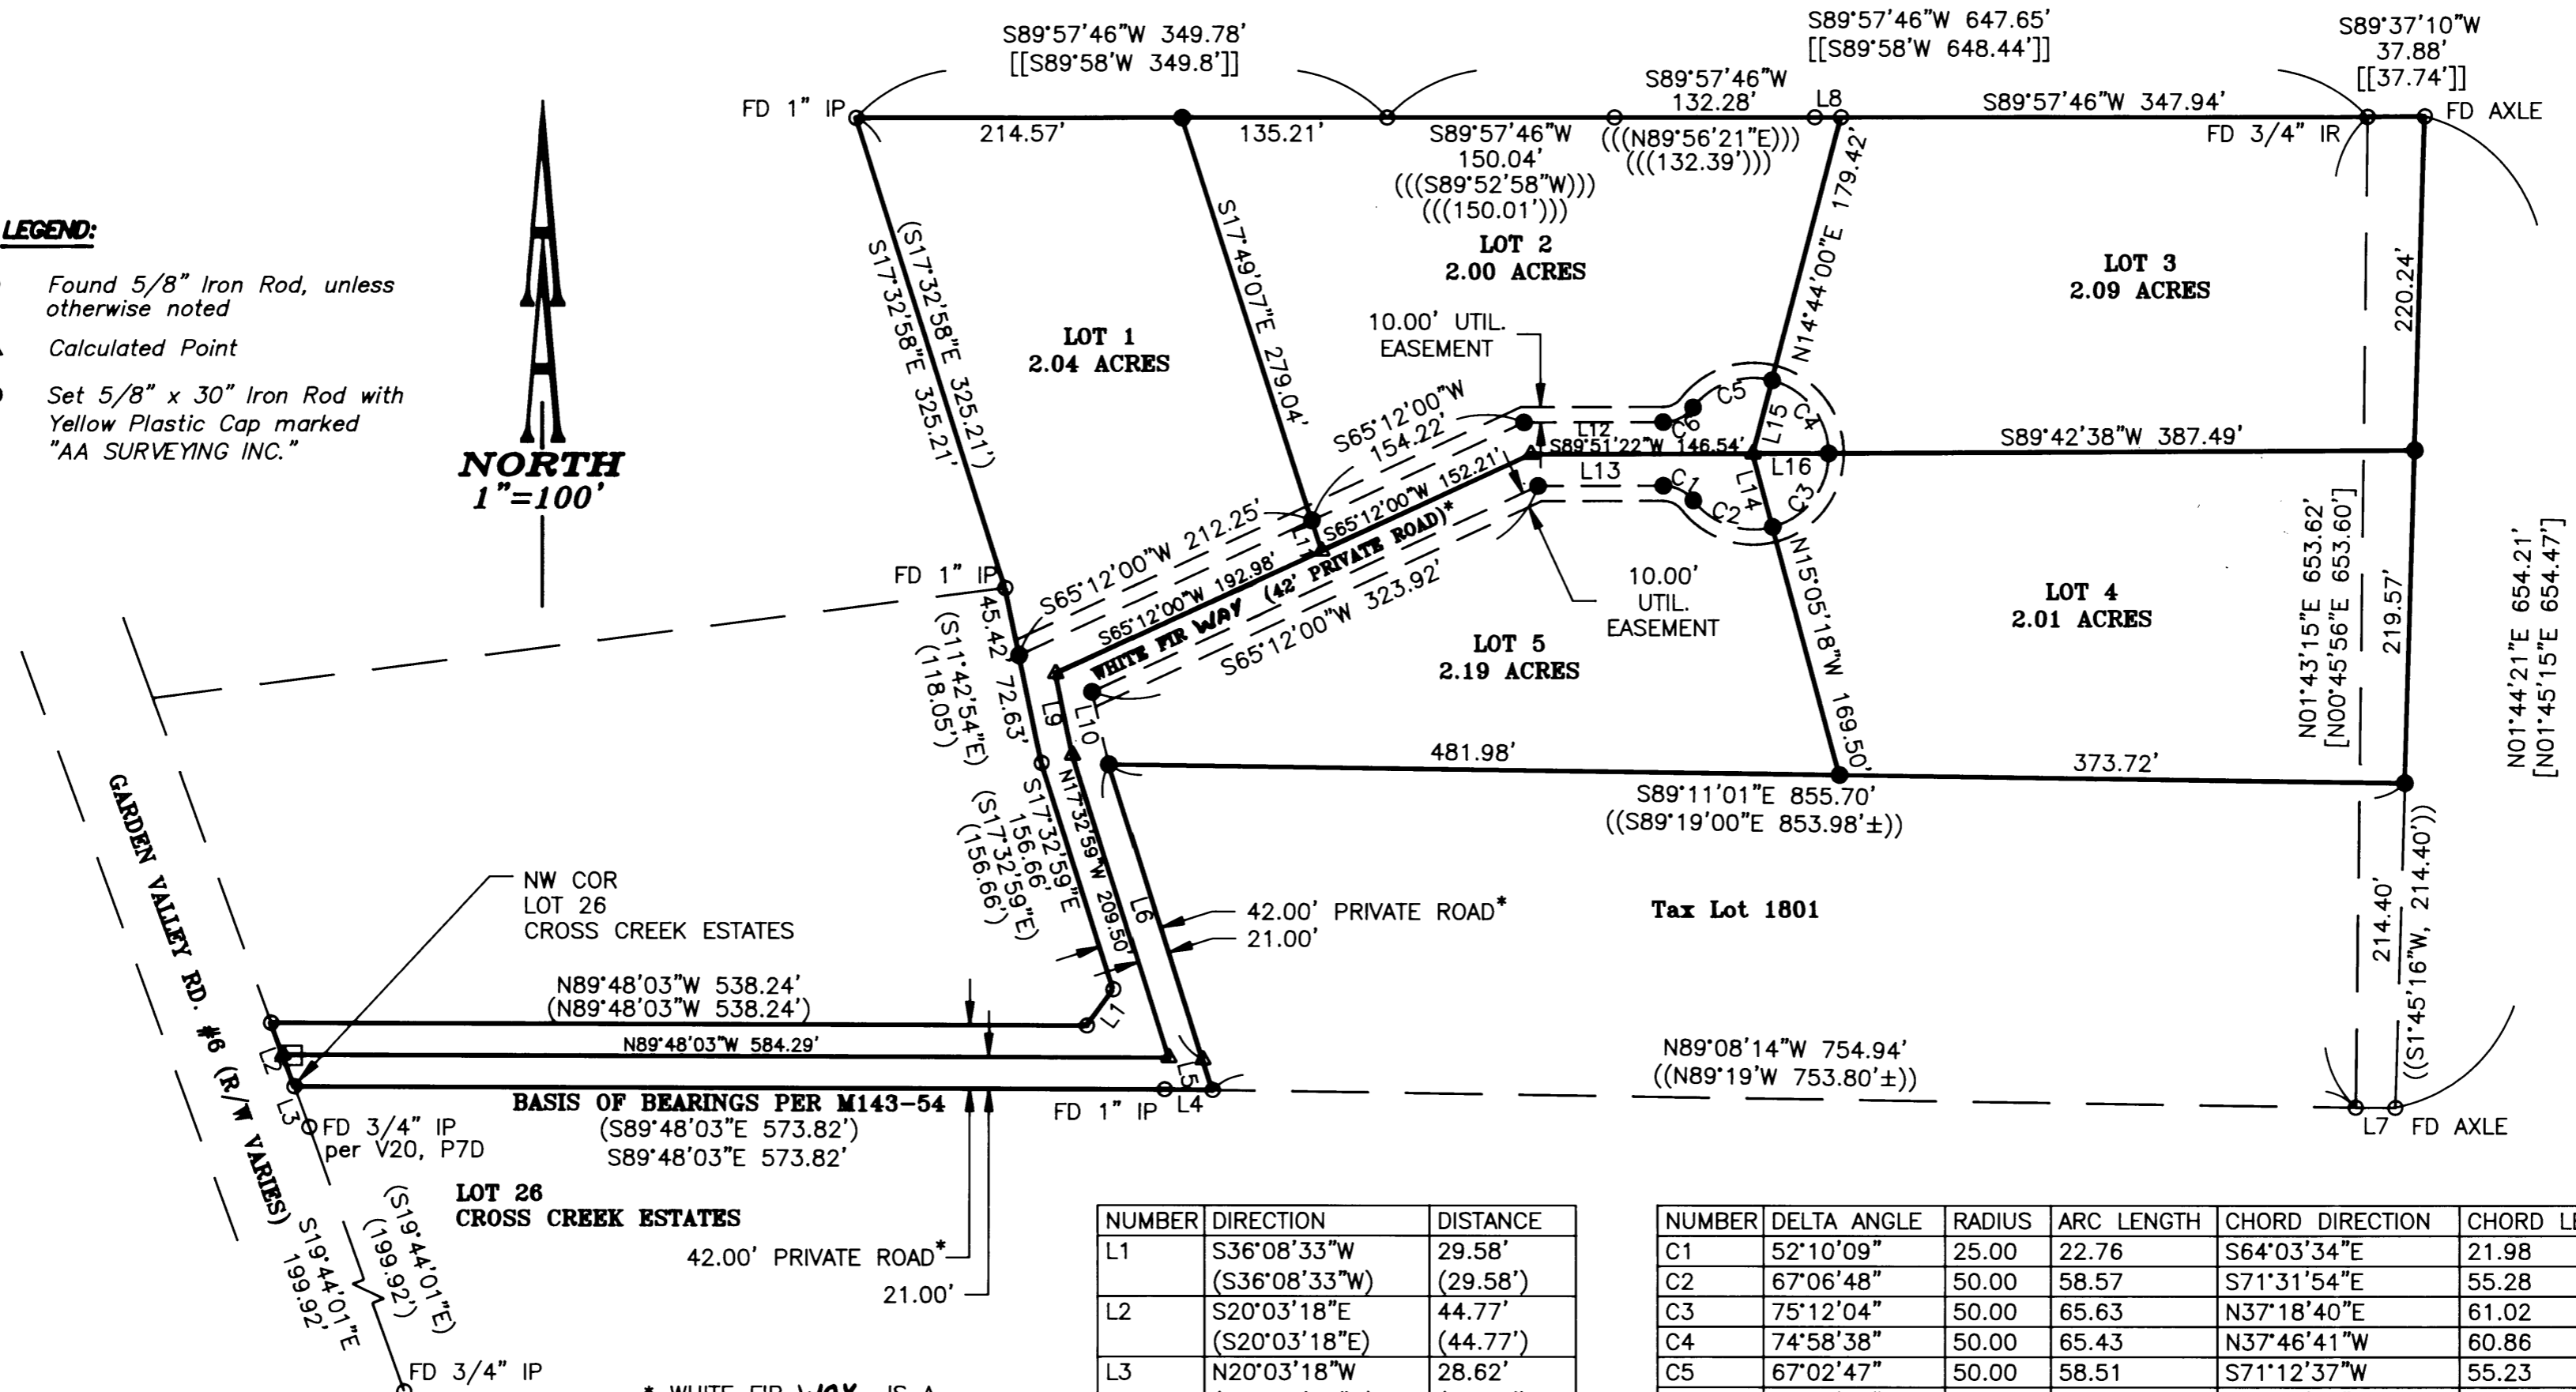 S89°57'46"W 349.78'
[[S89°58'W 349.8']]
S89°57'46"W 647.65'
[[S89°58'W 648.44']]
S89°37'10"W
37.88'
[[37.74']]
S89°57'46"W
132.28'
L8
S89°57'46"W 347.94'
FD 1" IP
FD AXLE
214.57'
135.21'
S89°57'46"W
150.04'
(((S89°52'58"W)))
(((150.01')))
(((N89°56'21"E)))
(((132.39')))
FD 3/4" IR
LEGEND:
Found 5/8" Iron Rod, unless
otherwise noted
Calculated Point
Set 5/8" x 30" Iron Rod with
Yellow Plastic Cap marked
"AA SURVEYING INC."
NORTH
1"=100'
(S17°32'58"E 325.21')
S17°32'58"E 325.21'
S17°49'07"E 279.04'
N14°44'00"E 179.42'
LOT 1
2.04 ACRES
LOT 2
2.00 ACRES
LOT 3
2.09 ACRES
220.24'
10.00' UTIL.
EASEMENT
S65°12'00"W
154.22'
L12
C6
C5
L15
C4
S89°51'22"W 146.54'
L13
L16
S89°42'38"W 387.49'
C1
C2
L14
C3
S65°12'00"W 152.21'
S65°12'00"W 212.25'
S65°12'00"W 192.98'
WHITE FIR WAY (42' PRIVATE ROAD)*
S65°12'00"W 323.92'
10.00'
UTIL.
EASEMENT
FD 1" IP
45.42'
72.63'
(S11°42'54"E)
(118.05')
L9
L10
LOT 5
2.19 ACRES
N15°05'18"W 169.50'
LOT 4
2.01 ACRES
219.57'
N01°43'15"E 653.62'
[N00°45'56"E 653.60']
N01°44'21"E 654.21'
[N01°45'15"E 654.47']
481.98'
373.72'
S89°11'01"E 855.70'
((S89°19'00"E 853.98'±))
S17°32'59"E
156.66'
(S17°32'59"E)
(156.66')
N17°32'59"W 209.50'
L6
42.00' PRIVATE ROAD*
21.00'
Tax Lot 1801
214.40'
((S1°45'16"W, 214.40'))
GARDEN VALLEY RD. #6 (R/W VARIES)
NW COR
LOT 26
CROSS CREEK ESTATES
N89°48'03"W 538.24'
(N89°48'03"W 538.24')
L1
L2
N89°48'03"W 584.29'
L5
N89°08'14"W 754.94'
((N89°19'W 753.80'±))
BASIS OF BEARINGS PER M143-54
(S89°48'03"E 573.82')
S89°48'03"E 573.82'
FD 1" IP
L4
L7
FD AXLE
L3
FD 3/4" IP
per V20, P7D
LOT 26
CROSS CREEK ESTATES
42.00' PRIVATE ROAD*
21.00'
(S19°44'01"E)
(199.92')
S19°44'01"E
199.92'
FD 3/4" IP
* WHITE FIR WAY IS A
NUMBER DIRECTION DISTANCE
L1 S36°08'33"W 29.58'
(S36°08'33"W) (29.58')
L2 S20°03'18"E 44.77'
(S20°03'18"E) (44.77')
L3 N20°03'18"W 28.62'
NUMBER DELTA ANGLE RADIUS ARC LENGTH CHORD DIRECTION CHORD
C1 52°10'09" 25.00 22.76 S64°03'34"E 21.98
C2 67°06'48" 50.00 58.57 S71°31'54"E 55.28
C3 75°12'04" 50.00 65.63 N37°18'40"E 61.02
C4 74°58'38" 50.00 65.43 N37°46'41"W 60.86
C5 67°02'47" 50.00 58.51 S71°12'37"W 55.23